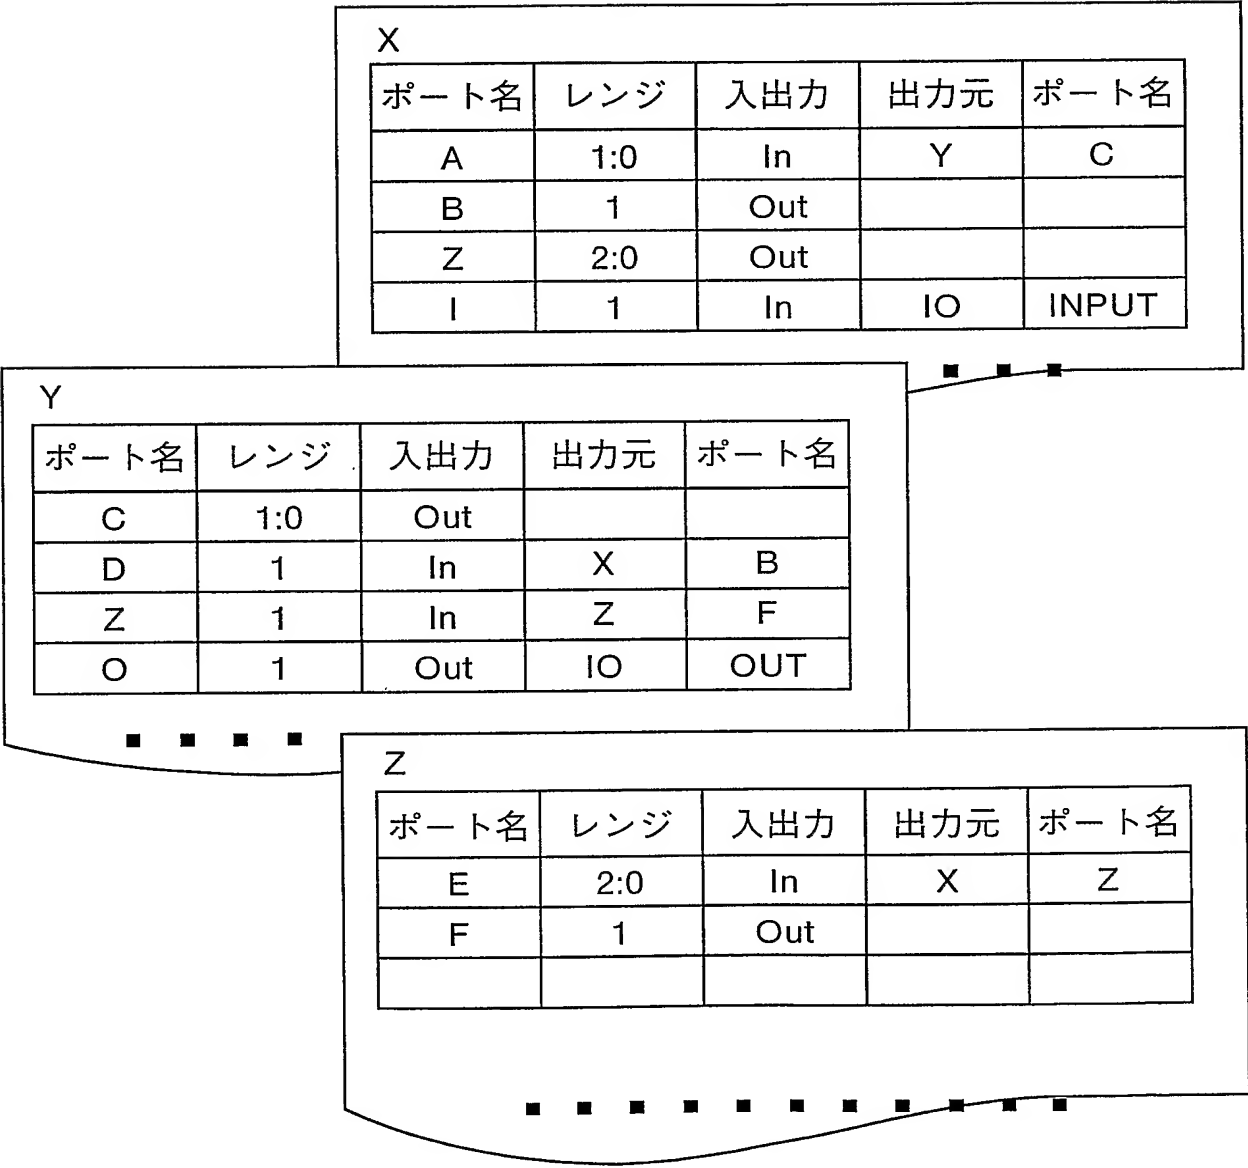 X
ポート名 レンジ 入出力 出力元 ポート名
A 1:0 In Y C
B 1 Out
Z 2:0 Out
I 1 In IO INPUT
Y
ポート名 レンジ 入出力 出力元 ポート名
C 1:0 Out
D 1 In X B
Z 1 In Z F
O 1 Out IO OUT
Z
ポート名 レンジ 入出力 出力元 ポート名
E 2:0 In X Z
F 1 Out